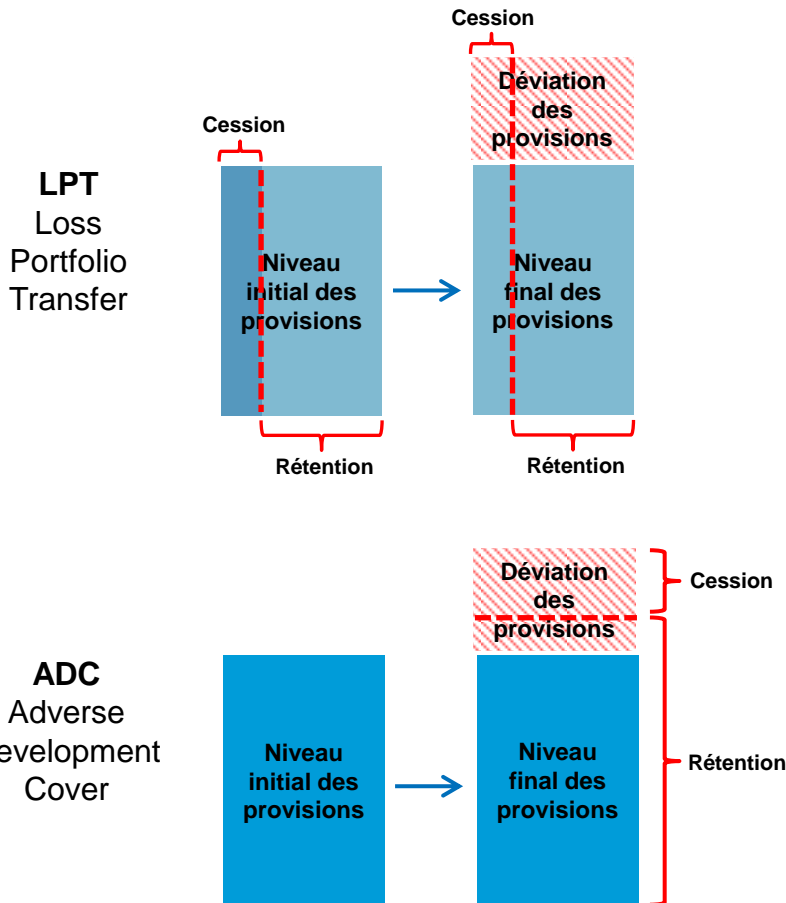 Cession
Déviation
des
provisions
Cession
LPT
Loss
Portfolio
Transfer
Niveau
initial des
provisions
Niveau
final des
provisions
Rétention
Rétention
Déviation
des
provisions
Cession
ADC
Adverse
evelopment
Cover
Niveau
initial des
provisions
Niveau
final des
provisions
Rétention